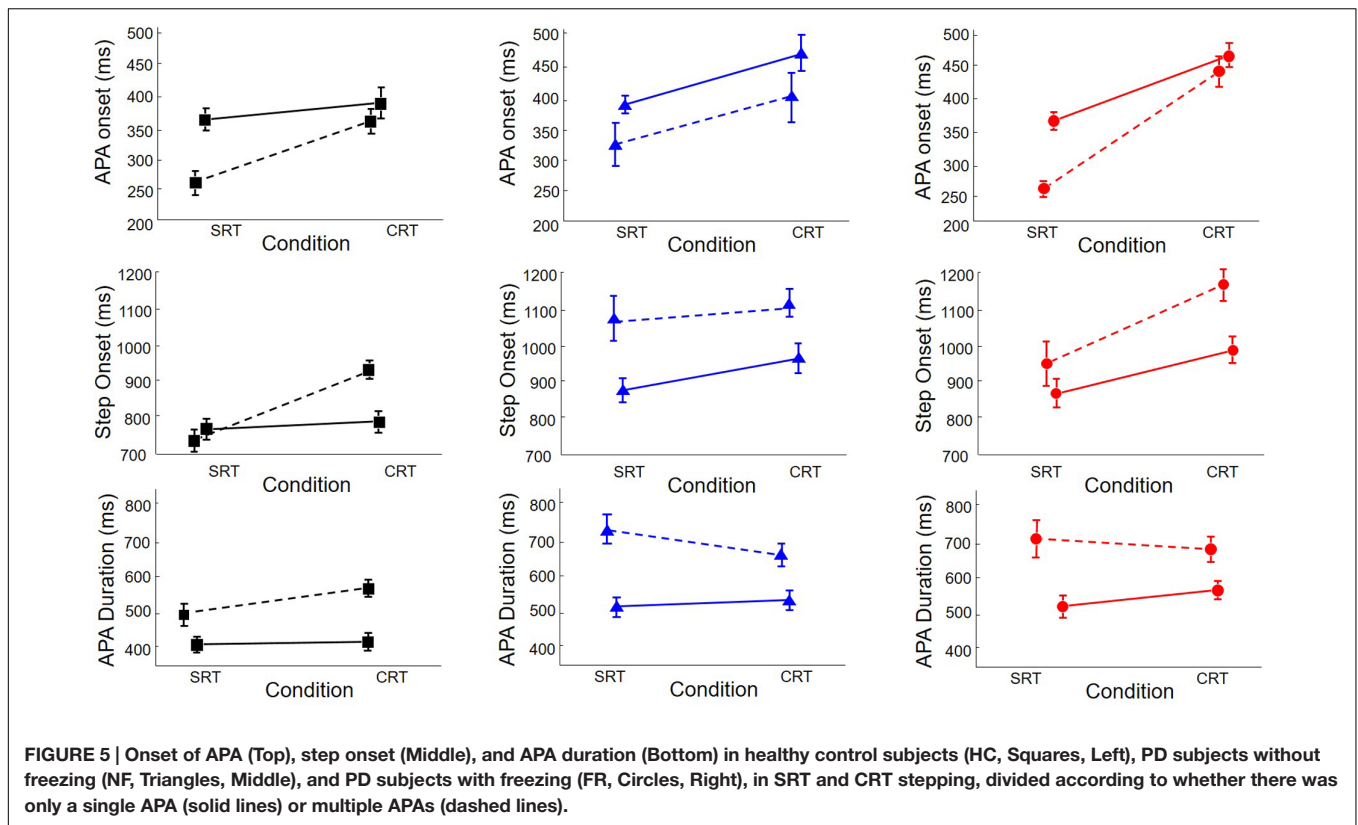 500
450
400
350
300
250
200
APA onset (ms)
SRT
CRT
Condition
500
450
400
350
300
250
200
APA onset (ms)
SRT
CRT
Condition
500
450
400
350
300
250
200
APA onset (ms)
SRT
CRT
Condition
1200
1100
1000
900
800
700
Step Onset (ms)
SRT
CRT
Condition
1200
1100
1000
900
800
700
Step Onset (ms)
SRT
CRT
Condition
1200
1100
1000
900
800
700
Step Onset (ms)
SRT
CRT
Condition
800
700
600
500
400
APA Duration (ms)
SRT
CRT
Condition
800
700
600
500
400
APA Duration (ms)
SRT
CRT
Condition
800
700
600
500
400
APA Duration (ms)
SRT
CRT
Condition
FIGURE 5 | Onset of APA (Top), step onset (Middle), and APA duration (Bottom) in healthy control subjects (HC, Squares, Left), PD subjects without
freezing (NF, Triangles, Middle), and PD subjects with freezing (FR, Circles, Right), in SRT and CRT stepping, divided according to whether there was
only a single APA (solid lines) or multiple APAs (dashed lines).